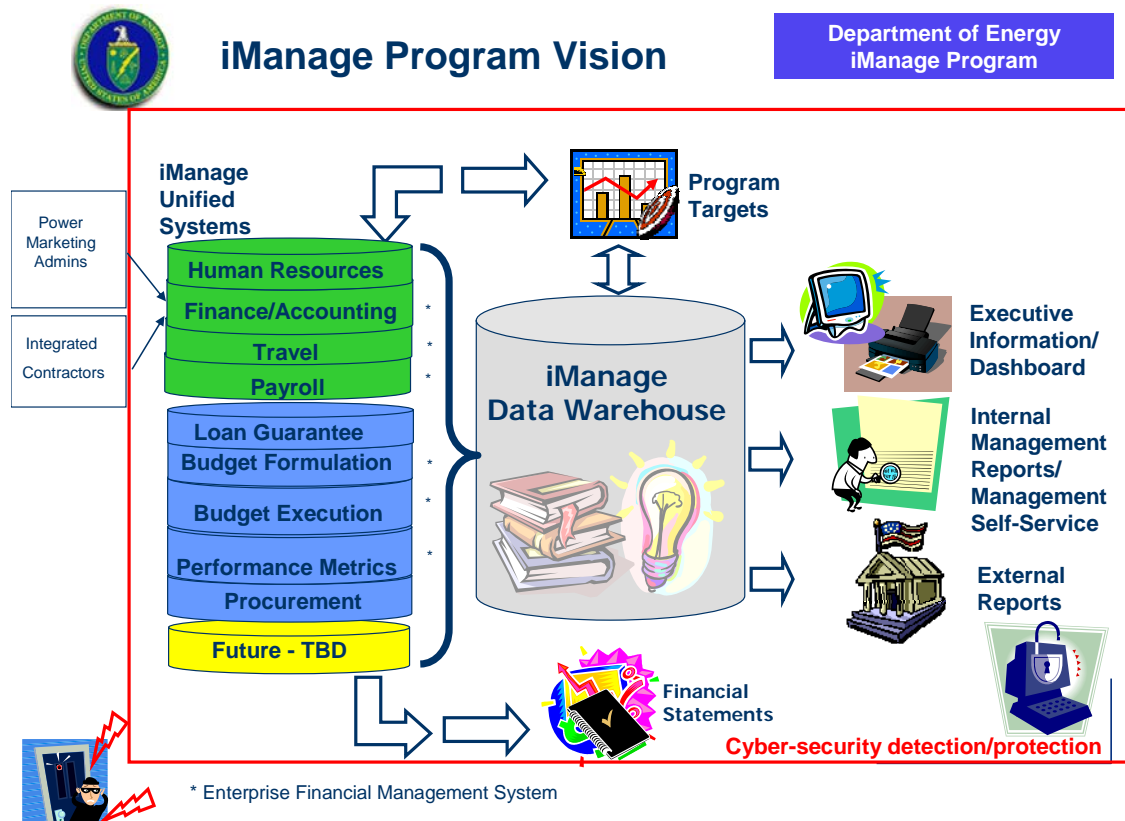 iManage Program Vision
Department of Energy
iManage Program
iManage
Unified
Systems
Power
Marketing
Admins
Integrated
Contractors
Human Resources
Finance/Accounting *
Travel *
Payroll *
Loan Guarantee
Budget Formulation *
Budget Execution *
Performance Metrics *
Procurement
Future - TBD
Program
Targets
iManage
Data Warehouse
Executive
Information/
Dashboard
Internal
Management
Reports/
Management
Self-Service
External
Reports
Financial
Statements
Cyber-security detection/protection
* Enterprise Financial Management System